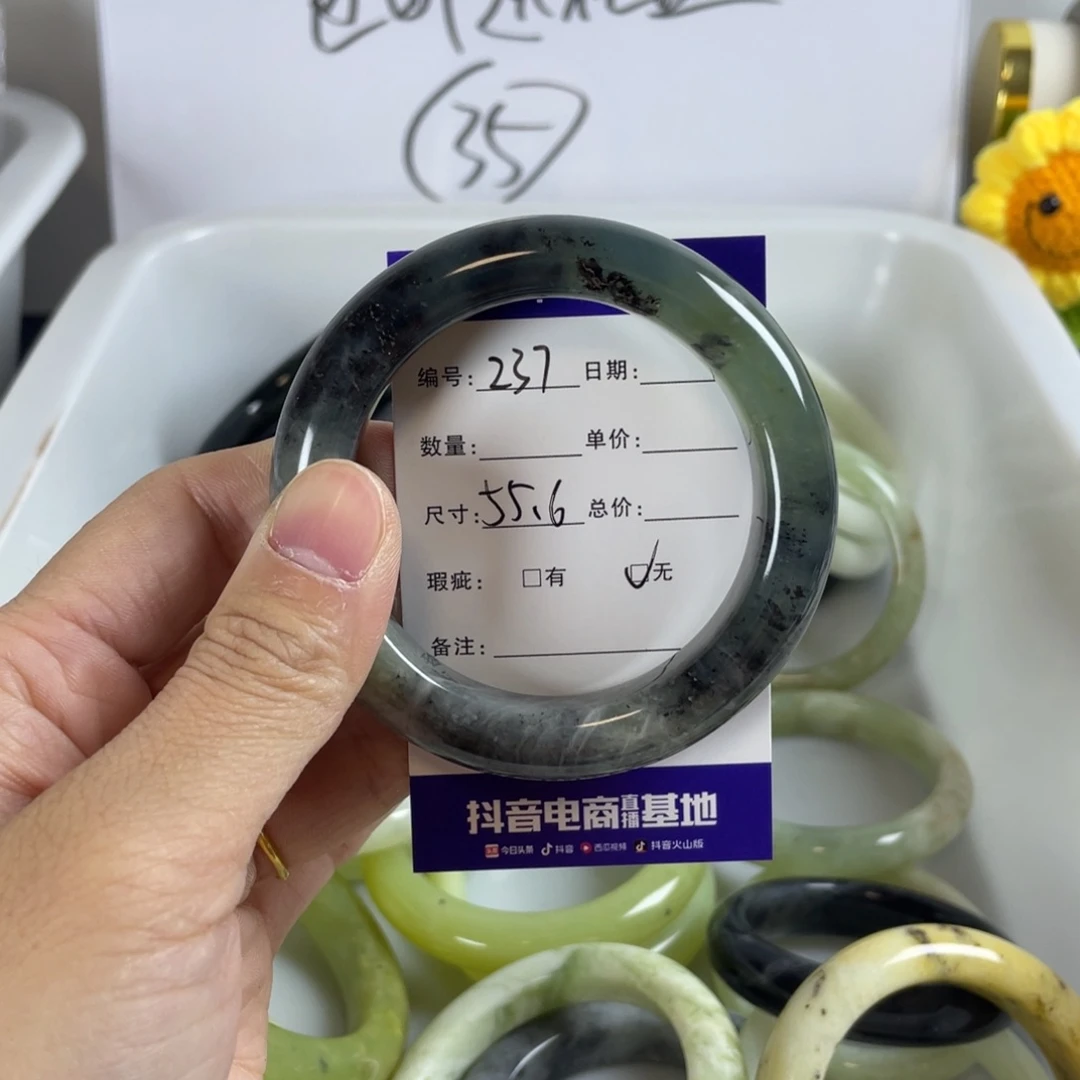 (35)
编号: 237 日期:
数量: 单价:
尺寸: 55.6 总价:
瑕疵: □有 ☑无
备注:
抖音电商直播基地
今日头条 抖音 西瓜视频 抖音火山版